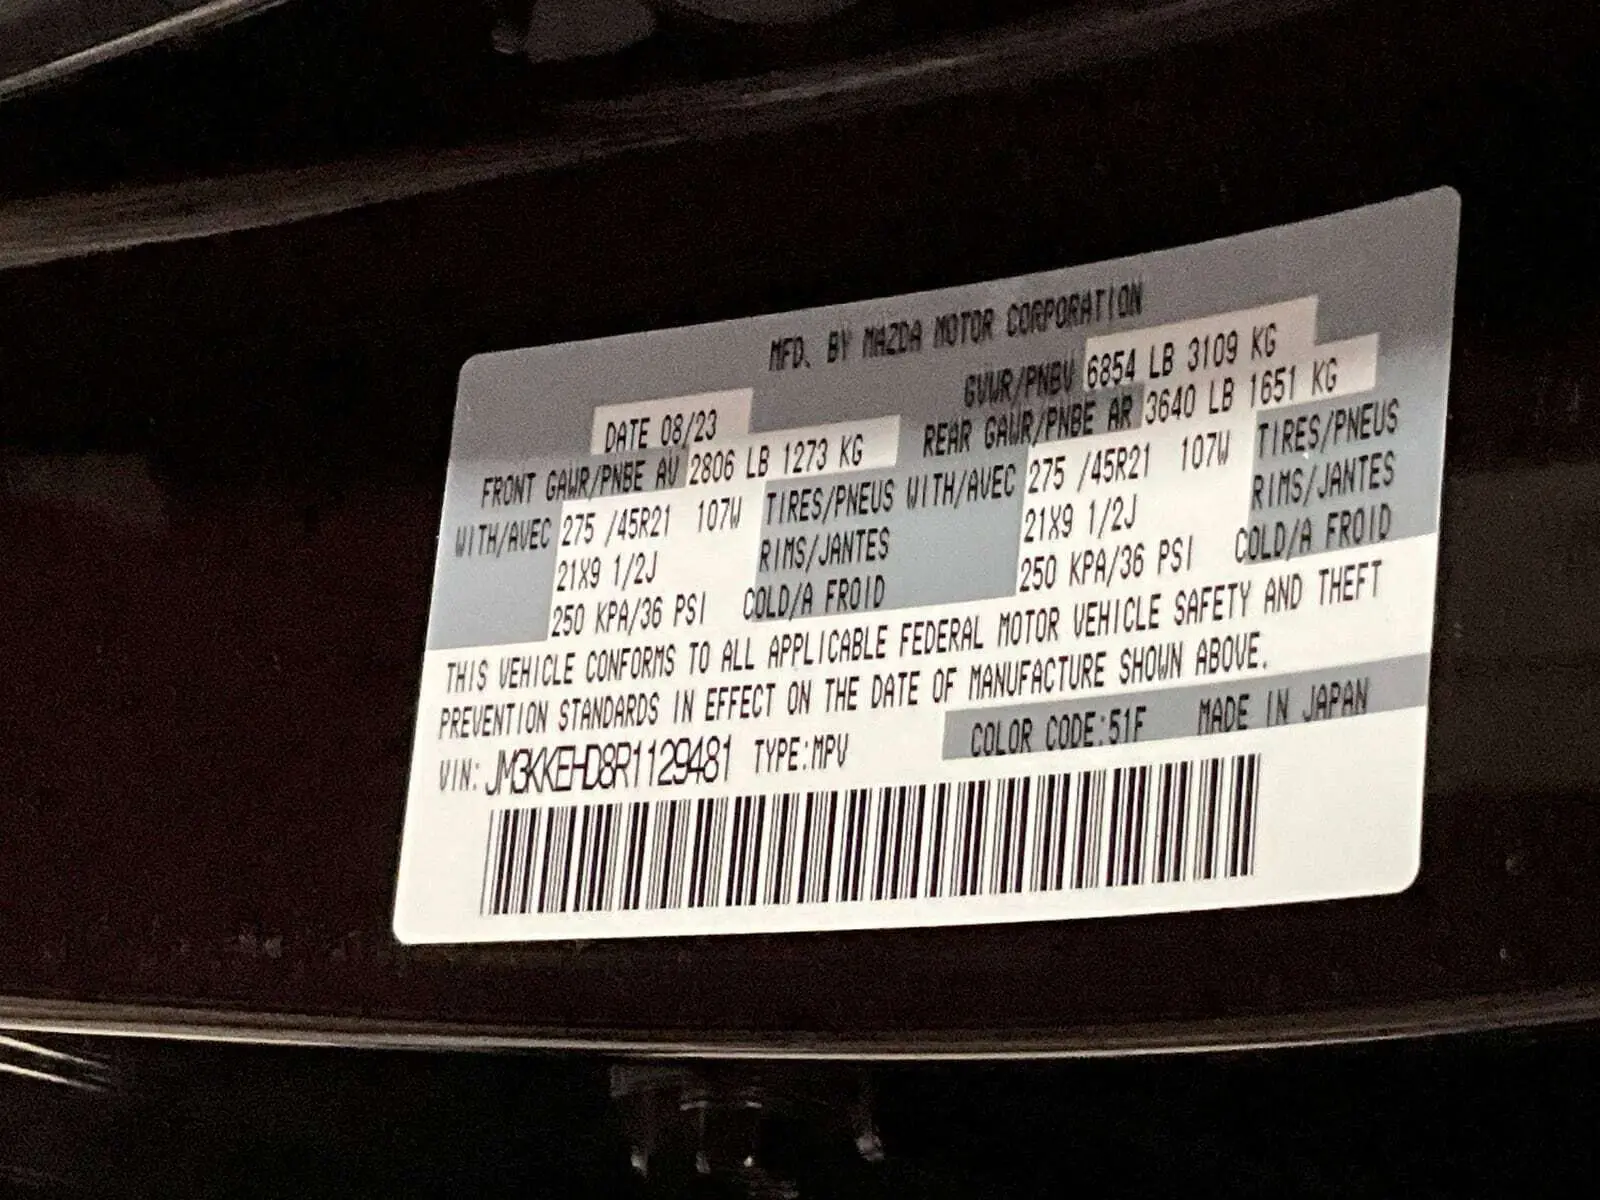 MFD. BY MAZDA MOTOR CORPORATION
DATE 08/23 GVWR/PNBV 6854 LB 3109 KG
FRONT GAWR/PNBE AV 2806 LB 1273 KG REAR GAWR/PNBE AR 3640 LB 1651 KG
WITH/AVEC 275 /45R21 107W TIRES/PNEUS WITH/AVEC 275 /45R21 107W TIRES/PNEUS
21X9 1/2J RIMS/JANTES 21X9 1/2J RIMS/JANTES
250 KPA/36 PSI COLD/A FROID 250 KPA/36 PSI COLD/A FROID
THIS VEHICLE CONFORMS TO ALL APPLICABLE FEDERAL MOTOR VEHICLE SAFETY AND THEFT
PREVENTION STANDARDS IN EFFECT ON THE DATE OF MANUFACTURE SHOWN ABOVE.
VIN: JM3KKEHD8R1129481 TYPE:MPV COLOR CODE:51F MADE IN JAPAN